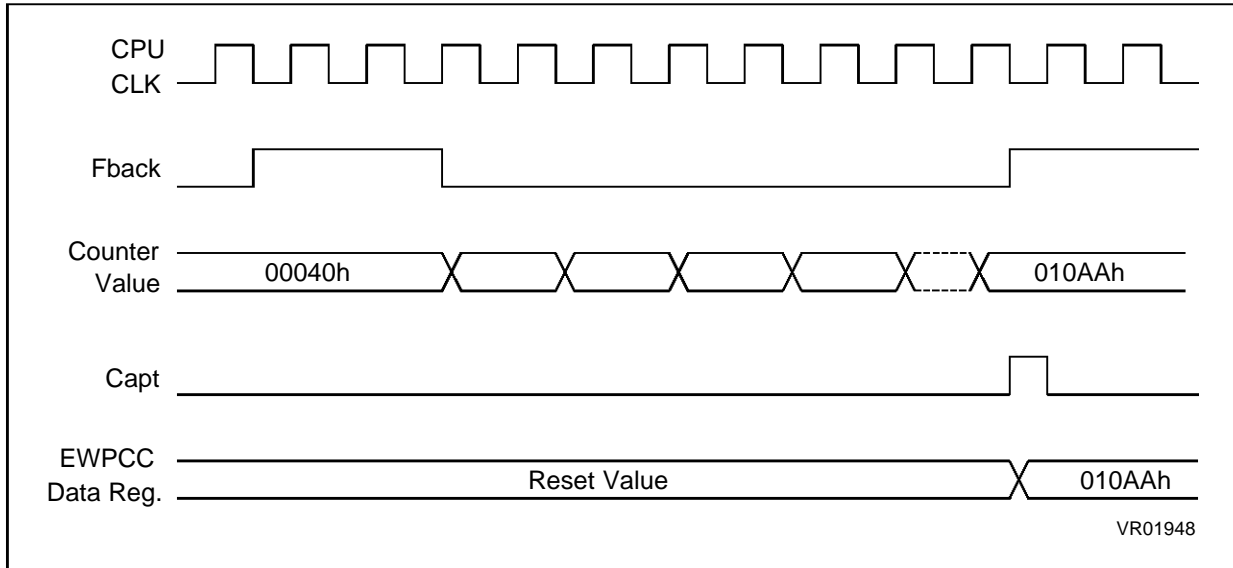 CPU
CLK
Fback
Counter
Value
00040h
010AAh
Capt
EWPCC
Data Reg.
Reset Value
010AAh
VR01948